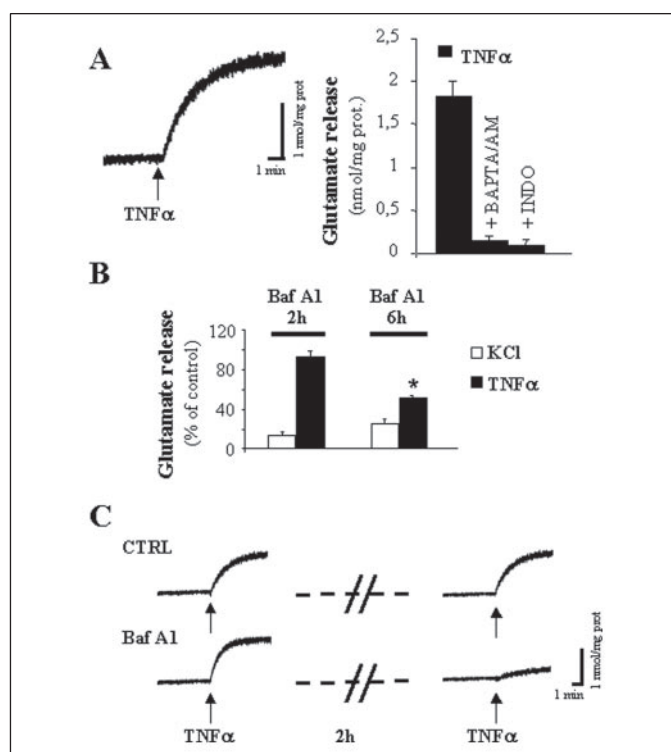 A
TNFα
1 min
1 nmol/mg prot
Glutamate release
(nmol/mg prot.)
2,5
2
1,5
1
0,5
0
TNFα
+ BAPTA/AM
+ INDO
B
Baf A1
2h
Baf A1
6h
Glutamate release
(% of control)
120
80
40
0
*
KCl
TNFα
C
CTRL
Baf A1
TNFα
2h
TNFα
1 min
1 nmol/mg prot